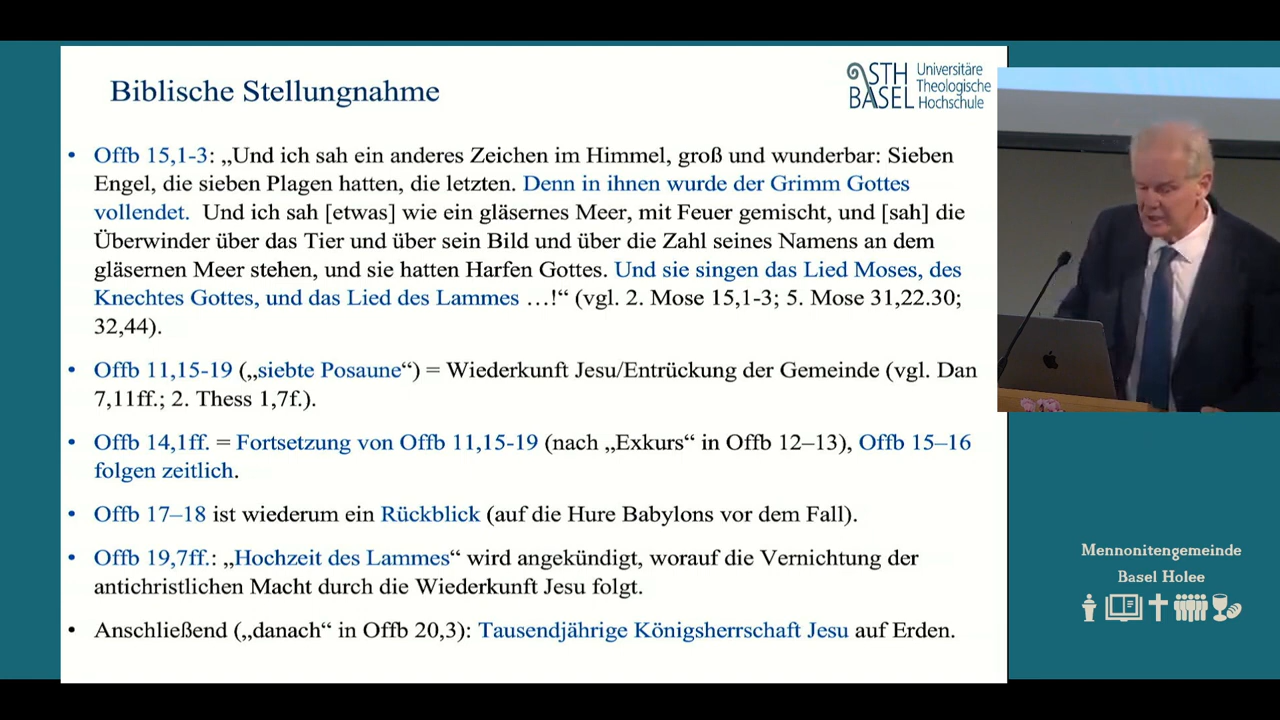 Biblische Stellungnahme
STH
BASEL
Universitäre
Theologische
Hochschule
• Offb 15,1-3: „Und ich sah ein anderes Zeichen im Himmel, groß und wunderbar: Sieben
Engel, die sieben Plagen hatten, die letzten. Denn in ihnen wurde der Grimm Gottes
vollendet. Und ich sah [etwas] wie ein gläsernes Meer, mit Feuer gemischt, und [sah] die
Überwinder über das Tier und über sein Bild und über die Zahl seines Namens an dem
gläsernen Meer stehen, und sie hatten Harfen Gottes. Und sie singen das Lied Moses, des
Knechtes Gottes, und das Lied des Lammes …!“ (vgl. 2. Mose 15,1-3; 5. Mose 31,22.30;
32,44).
• Offb 11,15-19 („siebte Posaune“) = Wiederkunft Jesu/Entrückung der Gemeinde (vgl. Dan
7,11ff.; 2. Thess 1,7f.).
• Offb 14,1ff. = Fortsetzung von Offb 11,15-19 (nach „Exkurs“ in Offb 12–13), Offb 15–16
folgen zeitlich.
• Offb 17–18 ist wiederum ein Rückblick (auf die Hure Babylons vor dem Fall).
• Offb 19,7ff.: „Hochzeit des Lammes“ wird angekündigt, worauf die Vernichtung der
antichristlichen Macht durch die Wiederkunft Jesu folgt.
• Anschließend („danach“ in Offb 20,3): Tausendjährige Königsherrschaft Jesu auf Erden.
Mennonitengemeinde
Basel Holee